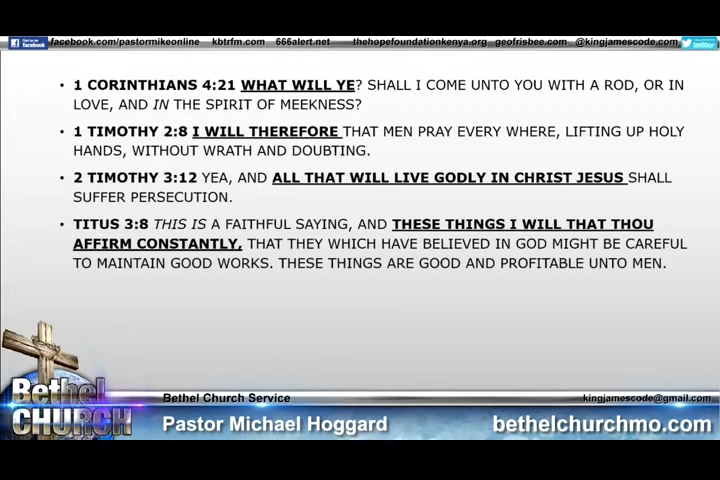 facebook.com/pastormikeonline kbtrfm.com 666alert.net thehopefoundationkenya.org geofrisbee.com @kingjamescode.com
• 1 CORINTHIANS 4:21 WHAT WILL YE? SHALL I COME UNTO YOU WITH A ROD, OR IN
LOVE, AND IN THE SPIRIT OF MEEKNESS?
• 1 TIMOTHY 2:8 I WILL THEREFORE THAT MEN PRAY EVERY WHERE, LIFTING UP HOLY
HANDS, WITHOUT WRATH AND DOUBTING.
• 2 TIMOTHY 3:12 YEA, AND ALL THAT WILL LIVE GODLY IN CHRIST JESUS SHALL
SUFFER PERSECUTION.
• TITUS 3:8 THIS IS A FAITHFUL SAYING, AND THESE THINGS I WILL THAT THOU
AFFIRM CONSTANTLY, THAT THEY WHICH HAVE BELIEVED IN GOD MIGHT BE CAREFUL
TO MAINTAIN GOOD WORKS. THESE THINGS ARE GOOD AND PROFITABLE UNTO MEN.
Bethel
CHURCH
Bethel Church Service kingjamescode@gmail.com
Pastor Michael Hoggard bethelchurchmo.com